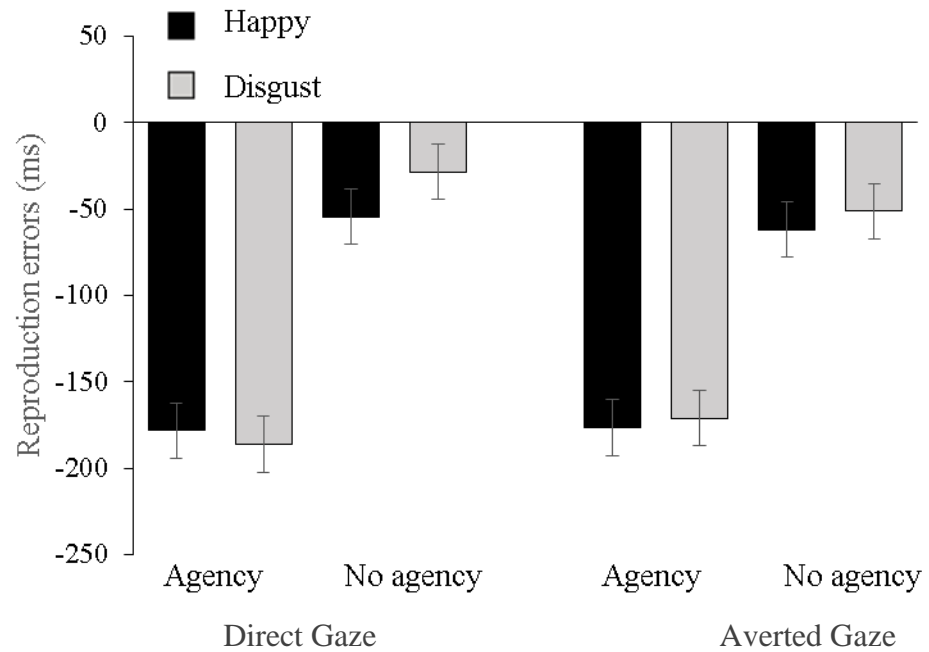 Happy
Disgust
Reproduction errors (ms)
50
0
-50
-100
-150
-200
-250
Agency No agency Agency No agency
Direct Gaze Averted Gaze